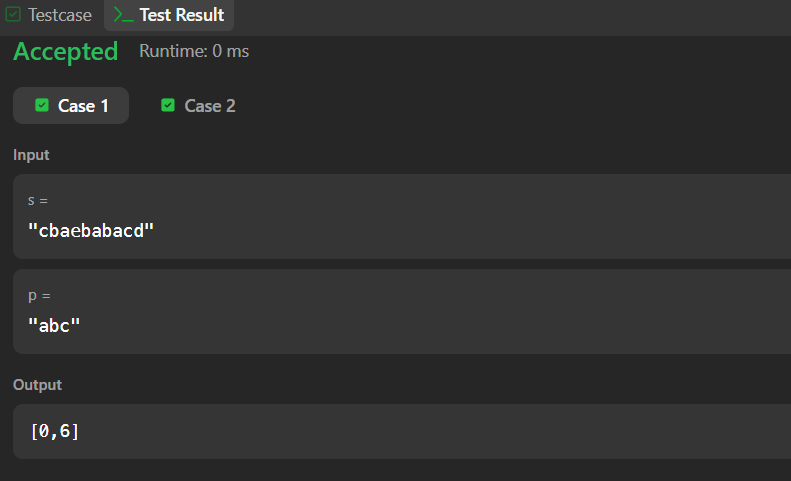 Testcase >_ Test Result
Accepted Runtime: 0 ms
Case 1 Case 2
Input
s =
"cbaebabacd"
p =
"abc"
Output
[0,6]